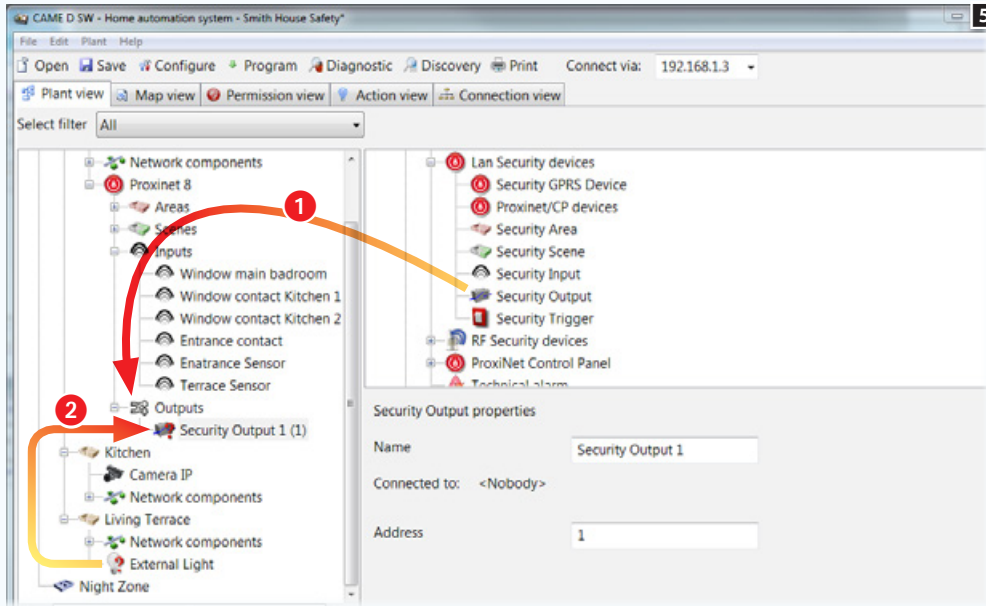 CAME D SW - Home automation system - Smith House Safety*
5
File Edit Plant Help
Open Save Configure Program Diagnostic Discovery Print Connect via: 192.168.1.3
Plant view Map view Permission view Action view Connection view
Select filter All
Network components
Proxinet 8
Areas
Scenes
Inputs
Window main badroom
Window contact Kitchen 1
Window contact Kitchen 2
Entrance contact
Enatrance Sensor
Terrace Sensor
Outputs
Security Output 1 (1)
Kitchen
Camera IP
Network components
Living Terrace
Network components
External Light
Night Zone
1
2
Lan Security devices
Security GPRS Device
Proxinet/CP devices
Security Area
Security Scene
Security Input
Security Output
Security Trigger
RF Security devices
ProxiNet Control Panel
Technical alarm
Security Output properties
Name Security Output 1
Connected to: <Nobody>
Address 1